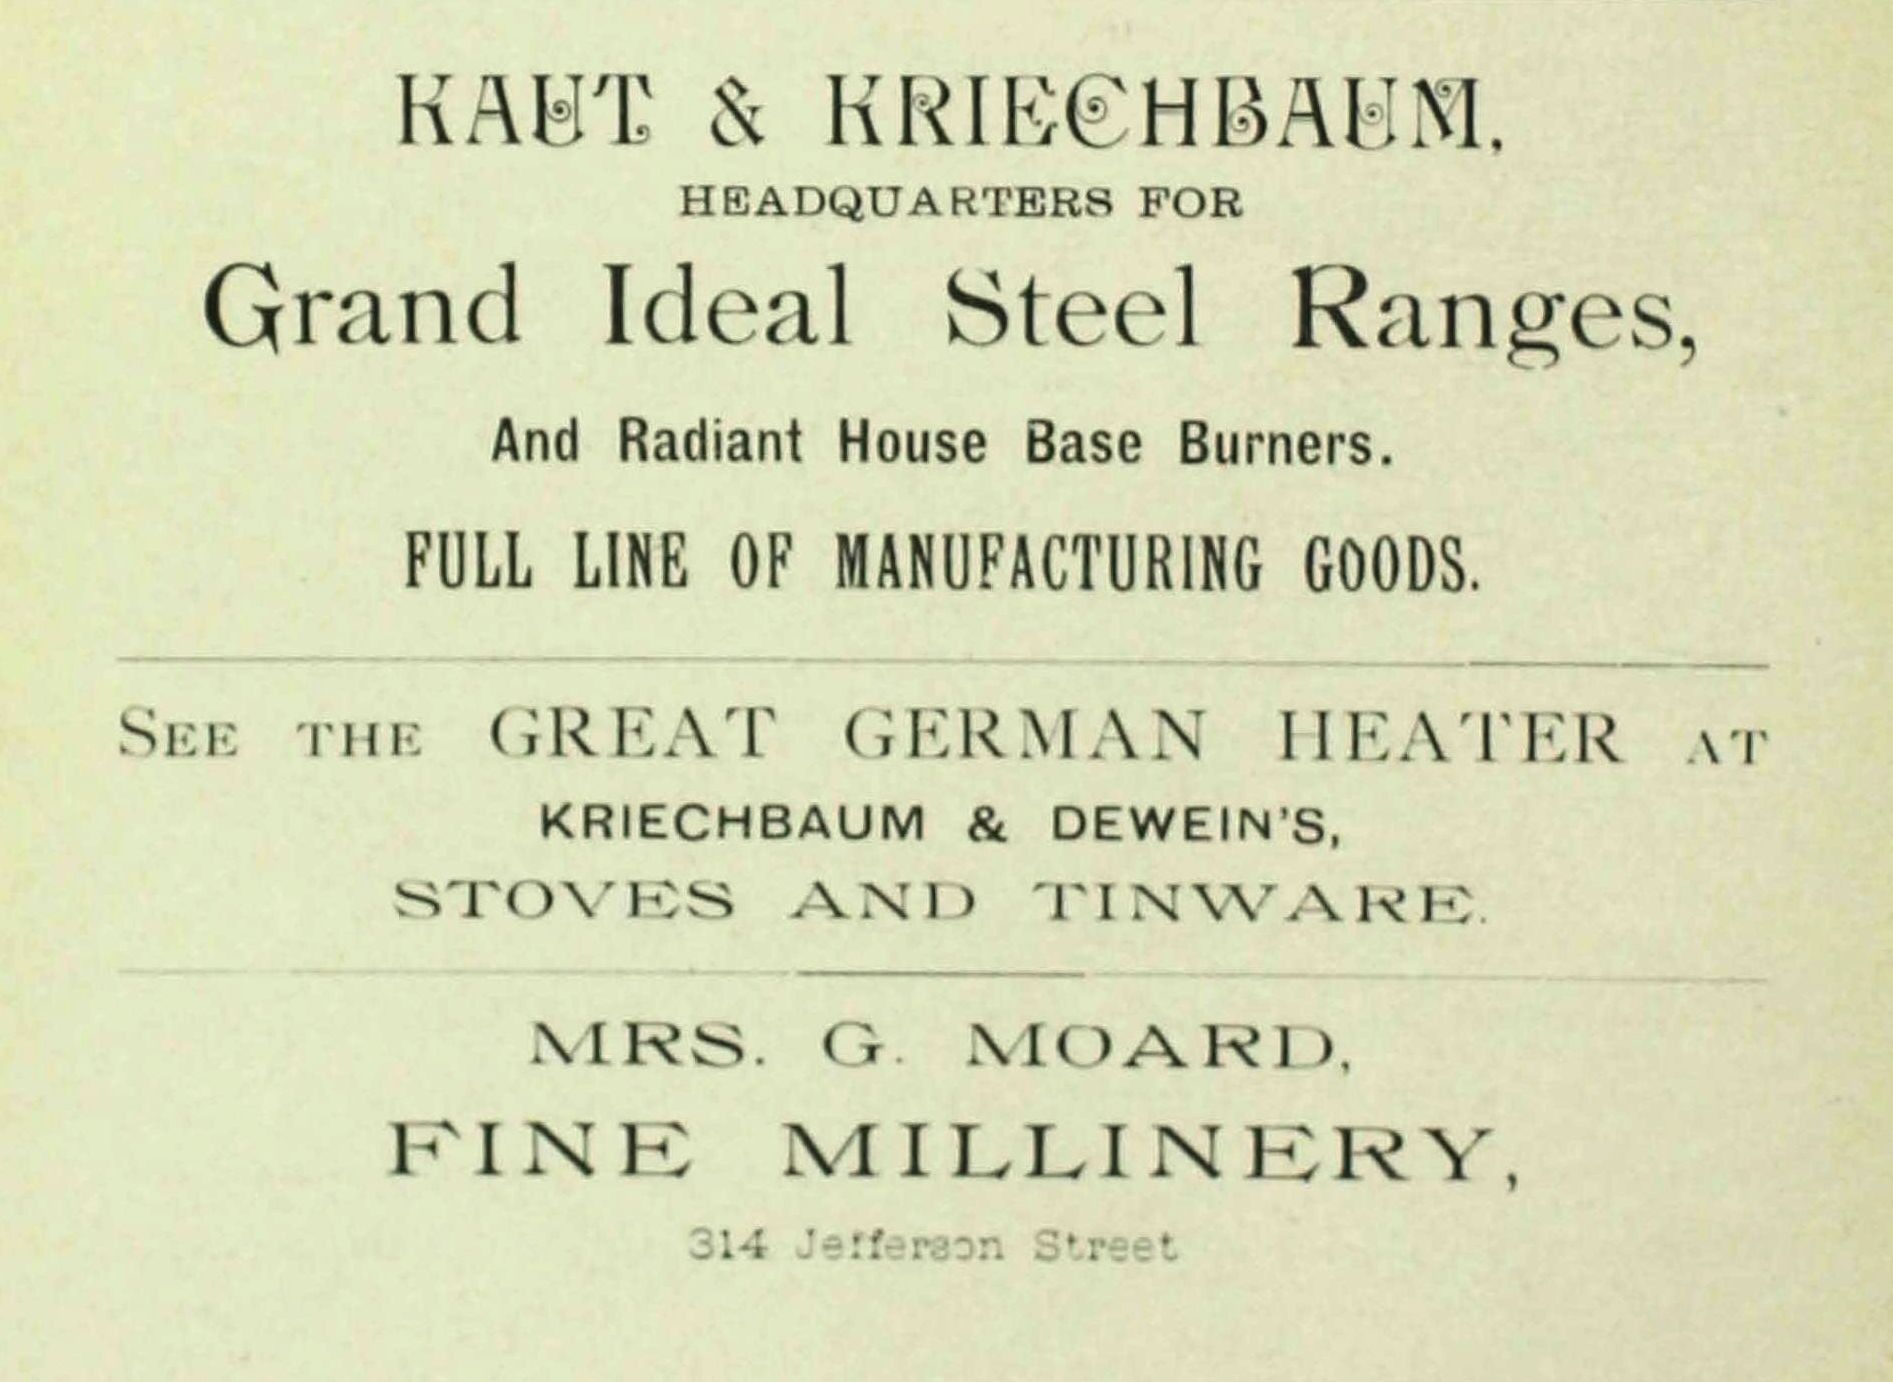 KAUT & KRIECHBAUM,
HEADQUARTERS FOR
Grand Ideal Steel Ranges,
And Radiant House Base Burners.
FULL LINE OF MANUFACTURING GOODS.
SEE THE GREAT GERMAN HEATER AT
KRIECHBAUM & DEWEIN'S,
STOVES AND TINWARE.
MRS. G. MOARD,
FINE MILLINERY,
314 Jefferson Street